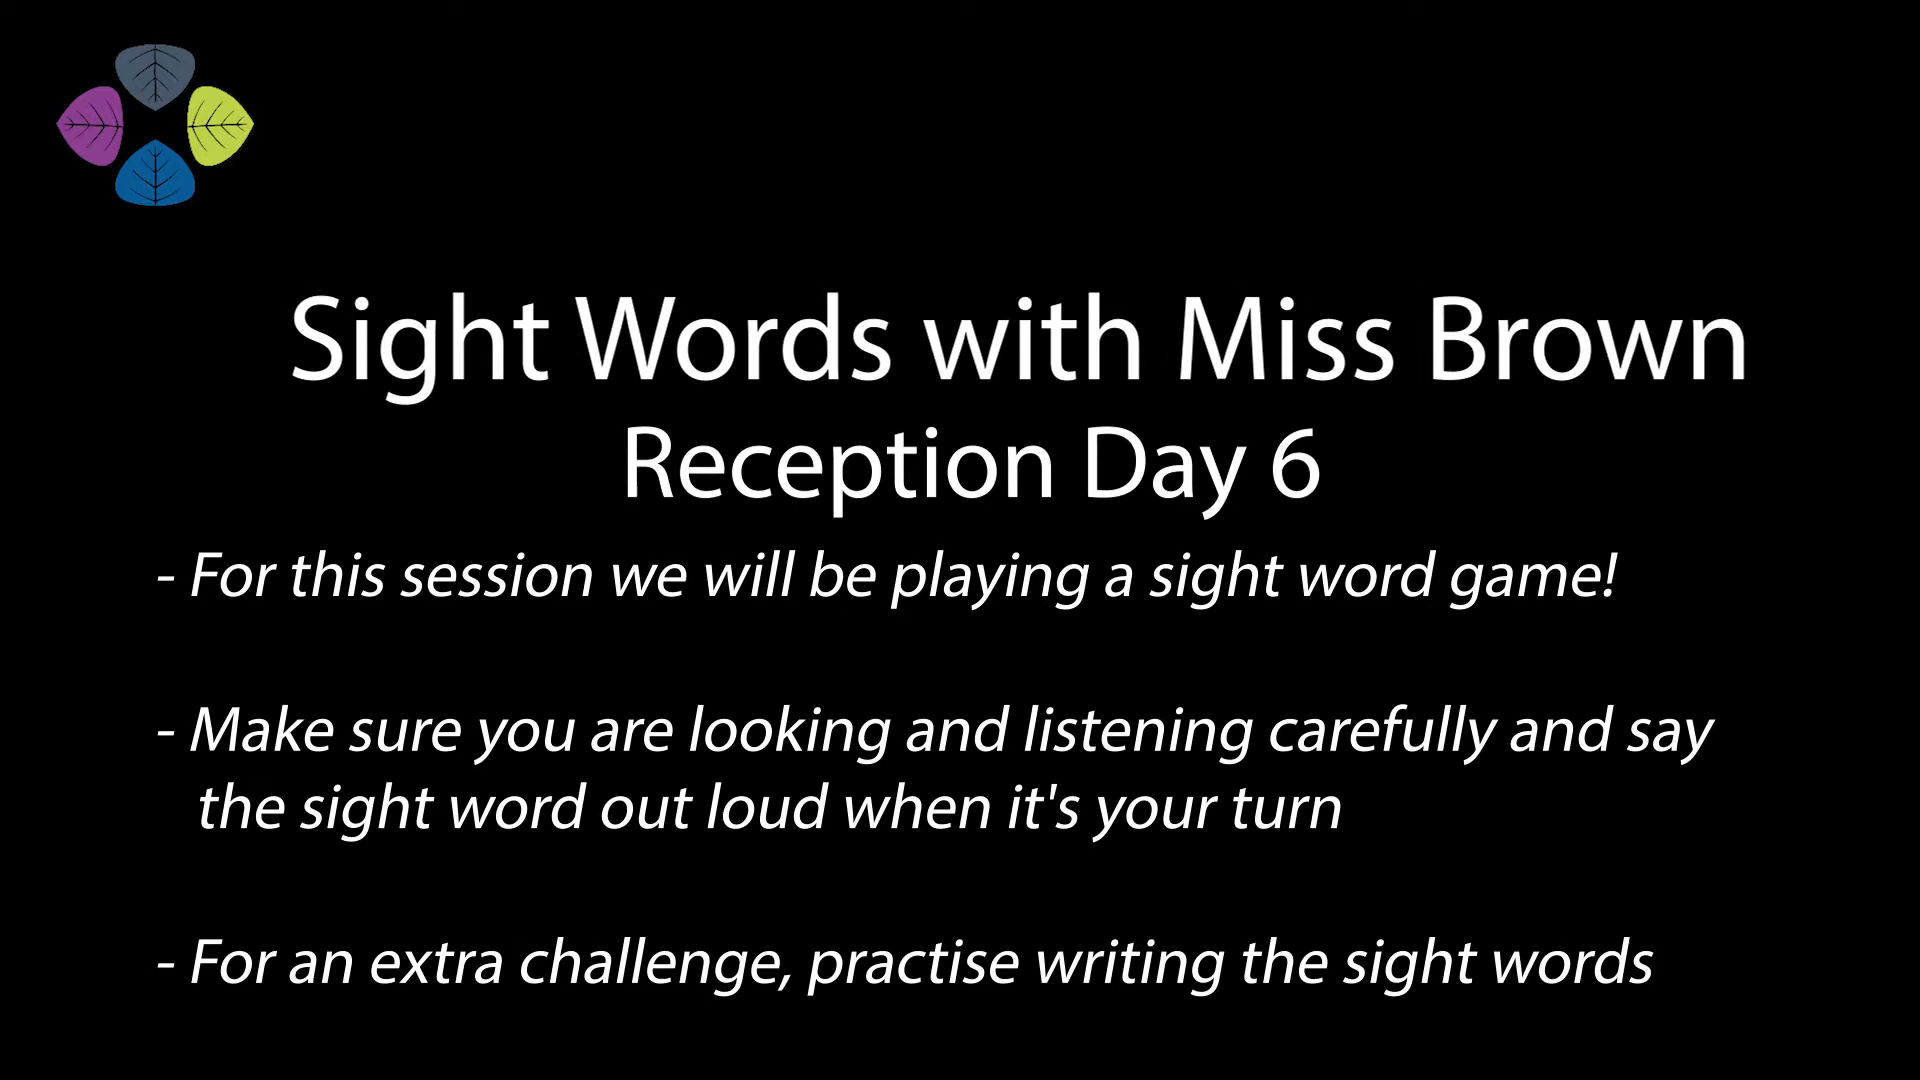 Sight Words with Miss Brown
Reception Day 6
- For this session we will be playing a sight word game!
- Make sure you are looking and listening carefully and say
the sight word out loud when it's your turn
- For an extra challenge, practise writing the sight words